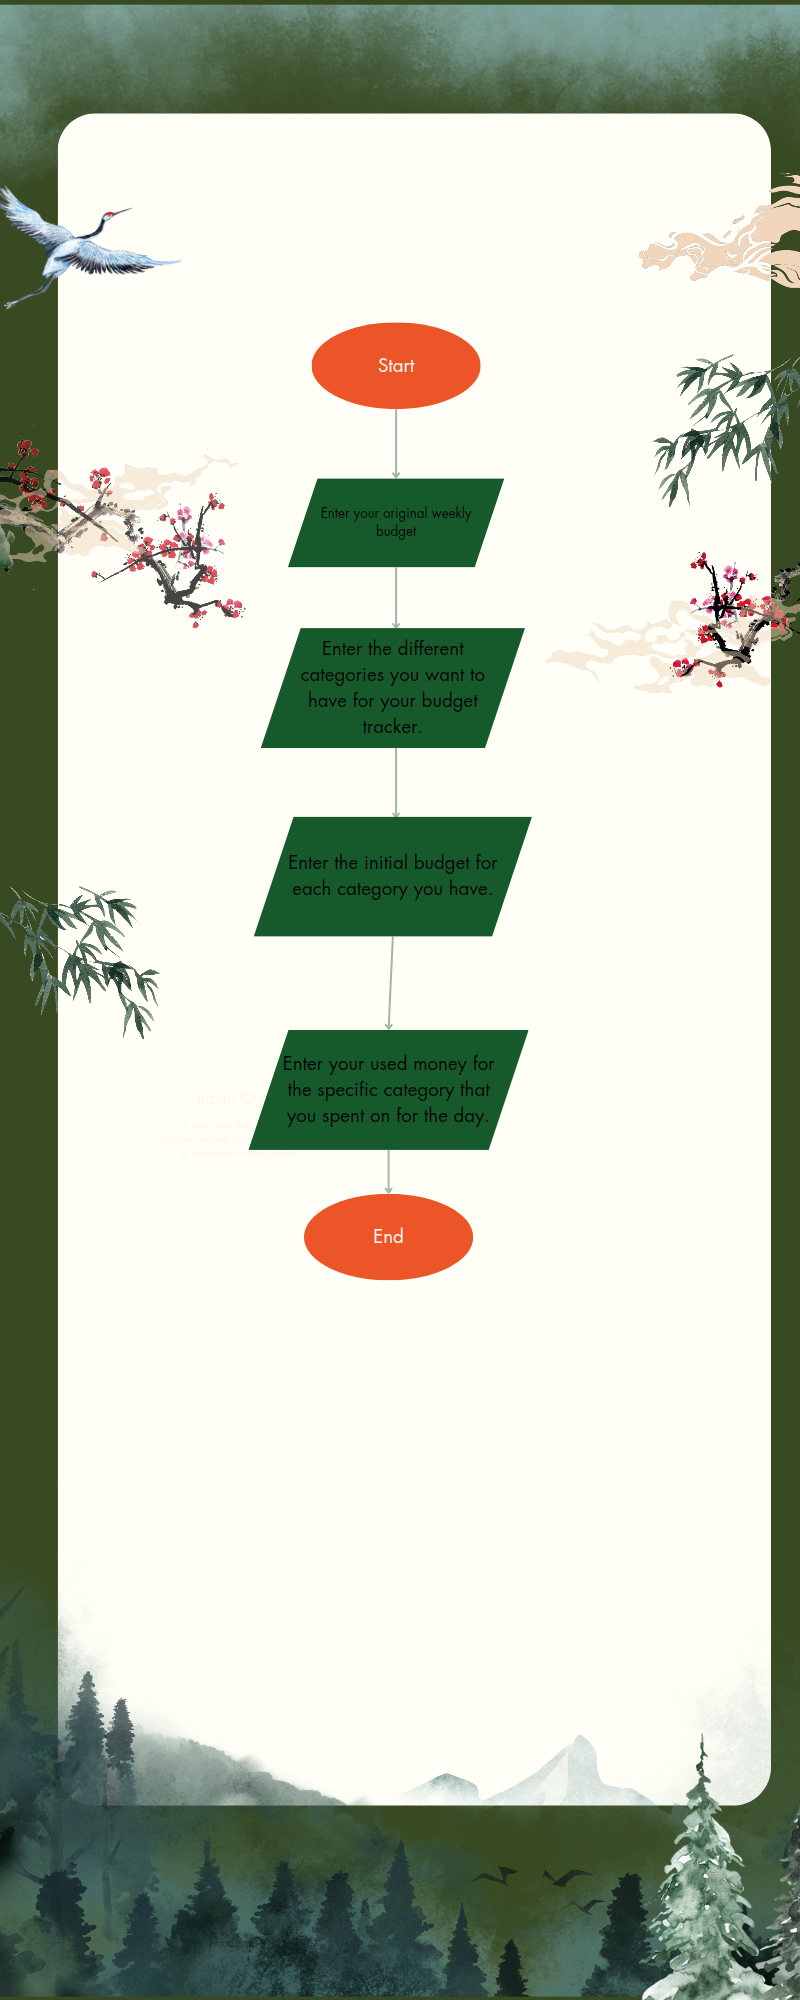 Start
Enter your original weekly
budget
Enter the different
categories you want to
have for your budget
tracker.
Enter the initial budget for
each category you have.
Enter your used money for
the specific category that
you spent on for the day.
Input/Ou
End